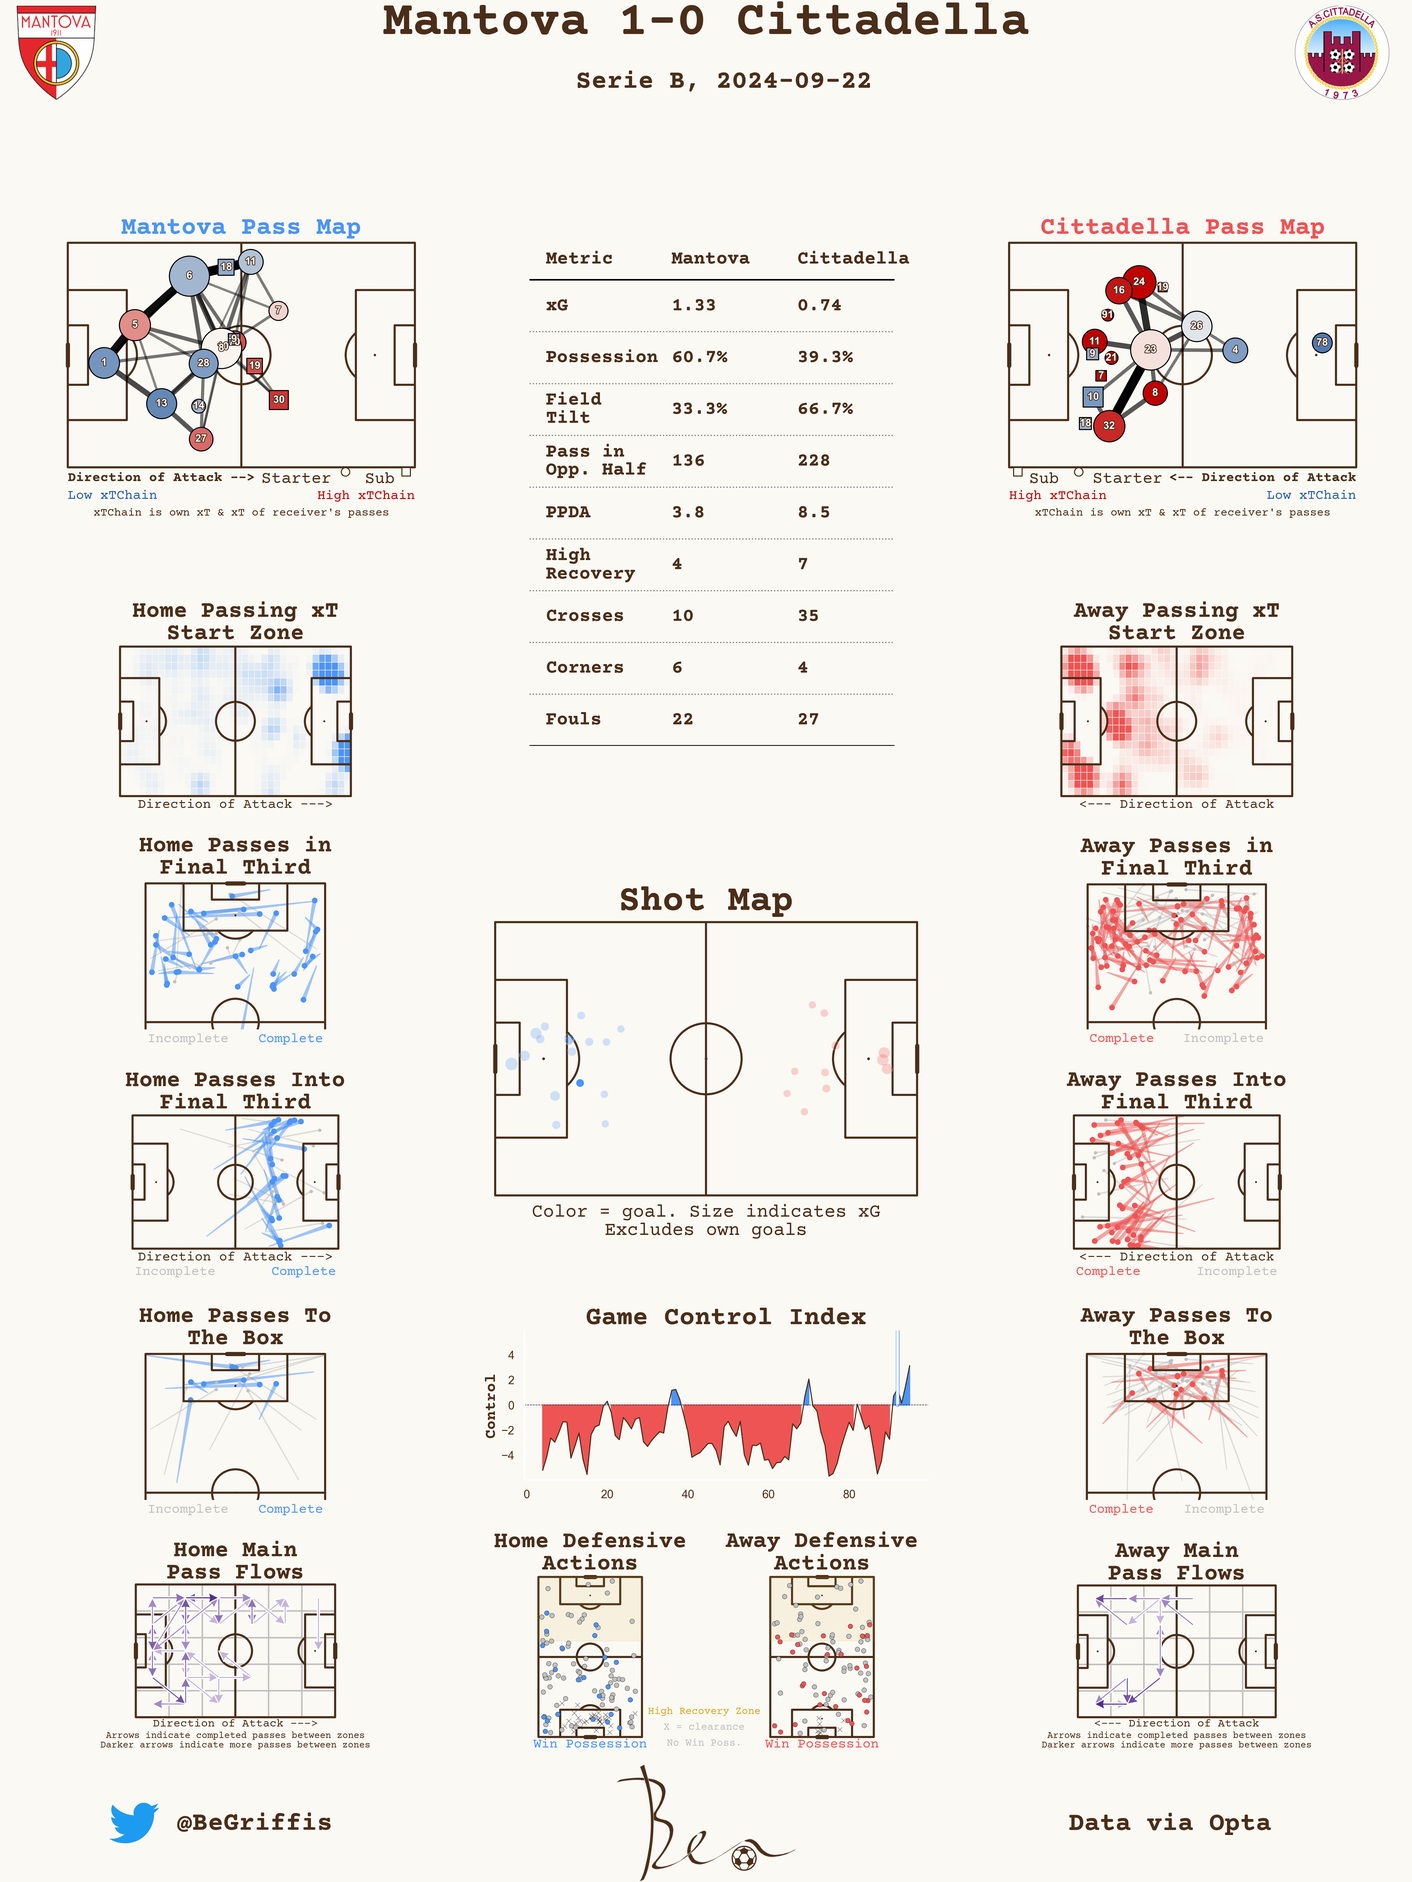 Mantova 1-0 Cittadella
Serie B, 2024-09-22
MANTOVA
1911
A.S.CITTADELLA
1973
Mantova Pass Map
6
18
11
7
5
9
1
28
19
13
14
30
27
Direction of Attack --> Starter Sub
Low xTChain High xTChain
xTChain is own xT & xT of receiver's passes
Metric Mantova Cittadella
xG 1.33 0.74
Possession 60.7% 39.3%
Field
Tilt 33.3% 66.7%
Pass in
Opp. Half 136 228
PPDA 3.8 8.5
High
Recovery 4 7
Crosses 10 35
Corners 6 4
Fouls 22 27
Cittadella Pass Map
24
16
19
91
26
11
9
21
23
4
78
7
10
8
18
32
Sub Starter <-- Direction of Attack
High xTChain Low xTChain
xTChain is own xT & xT of receiver's passes
Home Passing xT
Start Zone
Direction of Attack --->
Away Passing xT
Start Zone
<--- Direction of Attack
Home Passes in
Final Third
Incomplete Complete
Shot Map
Color = goal. Size indicates xG
Excludes own goals
Away Passes in
Final Third
Complete Incomplete
Home Passes Into
Final Third
Direction of Attack --->
Incomplete Complete
Away Passes Into
Final Third
<--- Direction of Attack
Complete Incomplete
Home Passes To
The Box
Incomplete Complete
Game Control Index
Control
4
2
0
−2
−4
0 20 40 60 80
Away Passes To
The Box
Complete Incomplete
Home Main
Pass Flows
Direction of Attack --->
Arrows indicate completed passes between zones
Darker arrows indicate more passes between zones
Home Defensive
Actions
Win Possession
High Recovery Zone
X = clearance
No Win Poss.
Away Defensive
Actions
Win Possession
Away Main
Pass Flows
<--- Direction of Attack
Arrows indicate completed passes between zones
Darker arrows indicate more passes between zones
@BeGriffis
Ben
Data via Opta